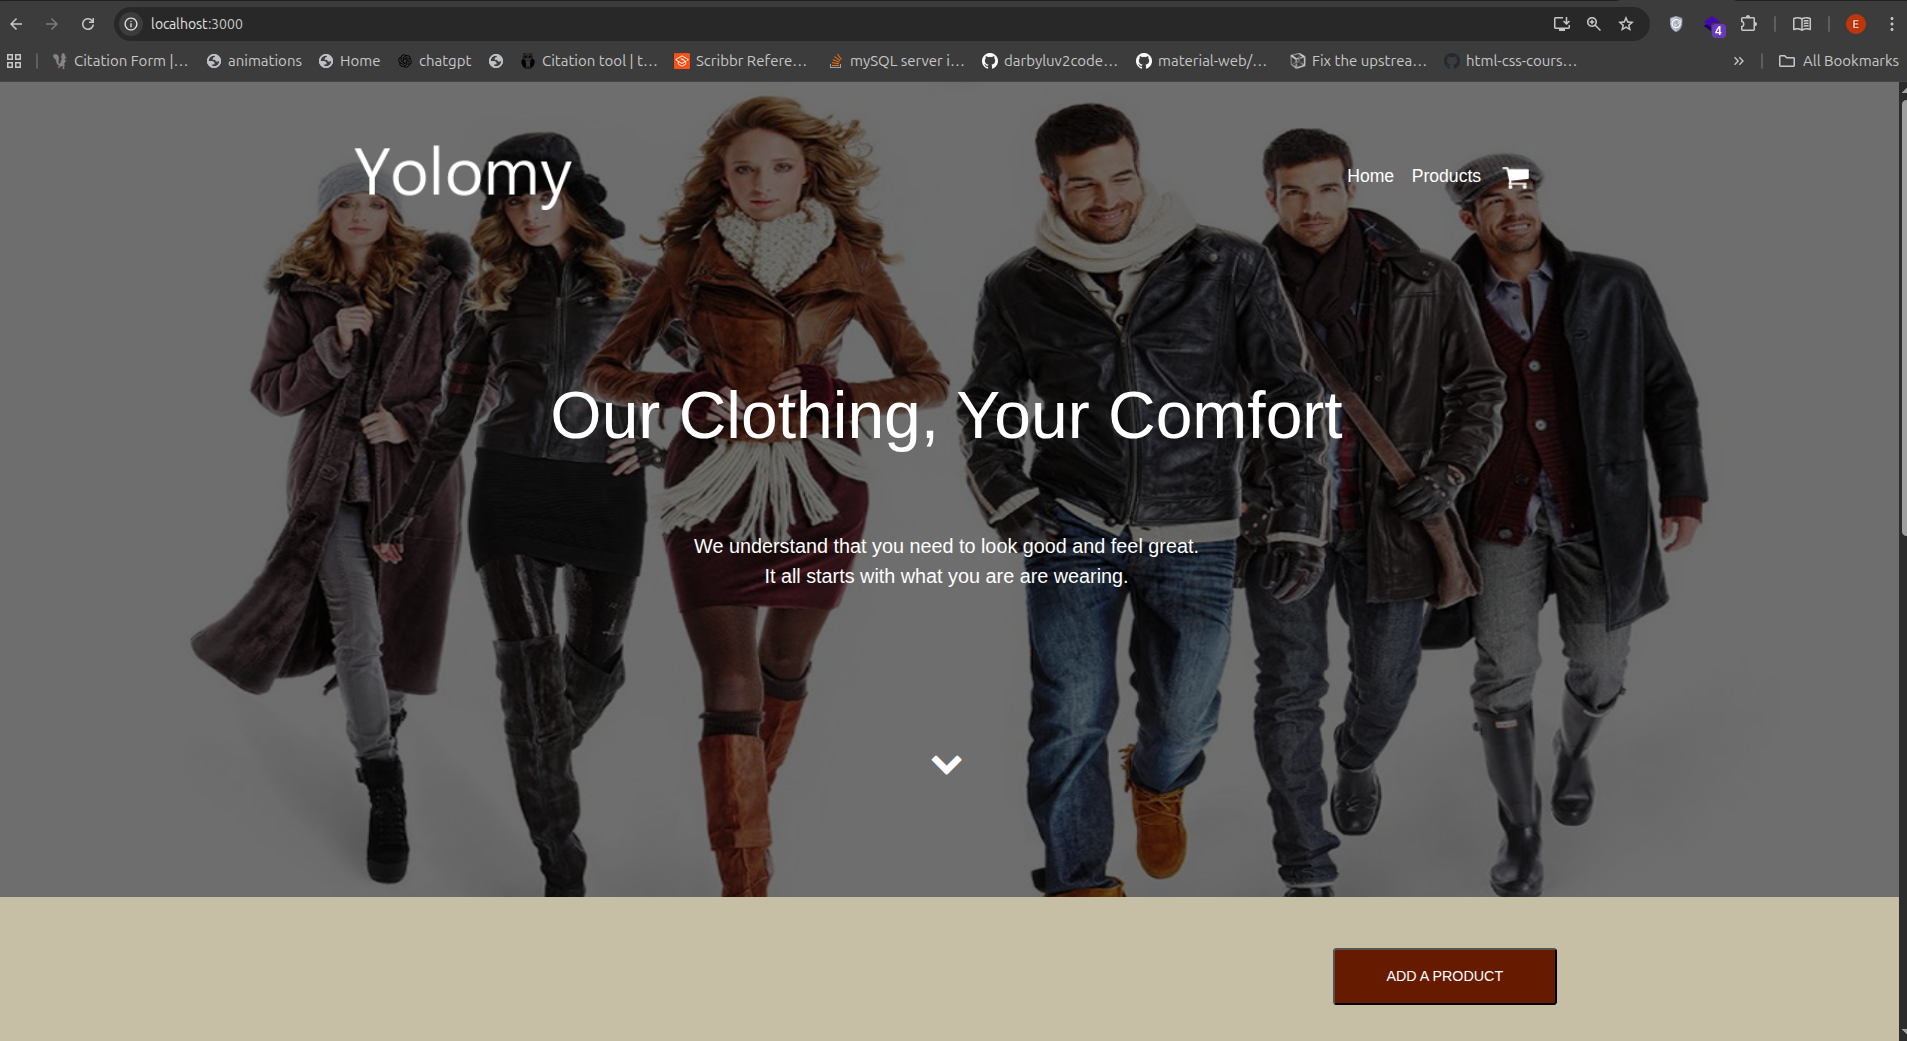 localhost:3000
E
4
Citation Form |...
animations
Home
chatgpt
Citation tool | t...
Scribbr Refere...
mySQL server i...
darbyluv2code...
material-web/...
Fix the upstrea...
html-css-cours...
»
All Bookmarks
Yolomy
Home
Products
Our Clothing, Your Comfort
We understand that you need to look good and feel great.
It all starts with what you are are wearing.
ADD A PRODUCT